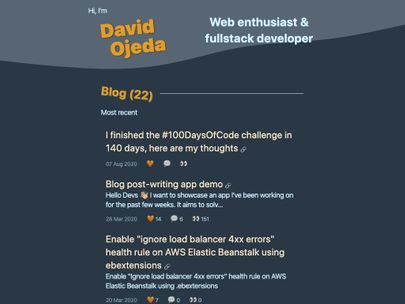 Hi, I'm
David
Ojeda
Web enthusiast &
fullstack developer
Blog (22)
Most recent
I finished the #100DaysOfCode challenge in
140 days, here are my thoughts
07 Aug 2020
Blog post-writing app demo
Hello Devs 👋 I want to showcase an app I've been working on
for the past few weeks. It aims to solv...
28 Mar 2020 🧡 14 💬 6 👀 151
Enable "ignore load balancer 4xx errors"
health rule on AWS Elastic Beanstalk using
ebextensions
Enable "Ignore load balancer 4xx errors" health rule on AWS
Elastic Beanstalk using .ebextensions
20 Mar 2020 🧡 7 💬 0 👀 0